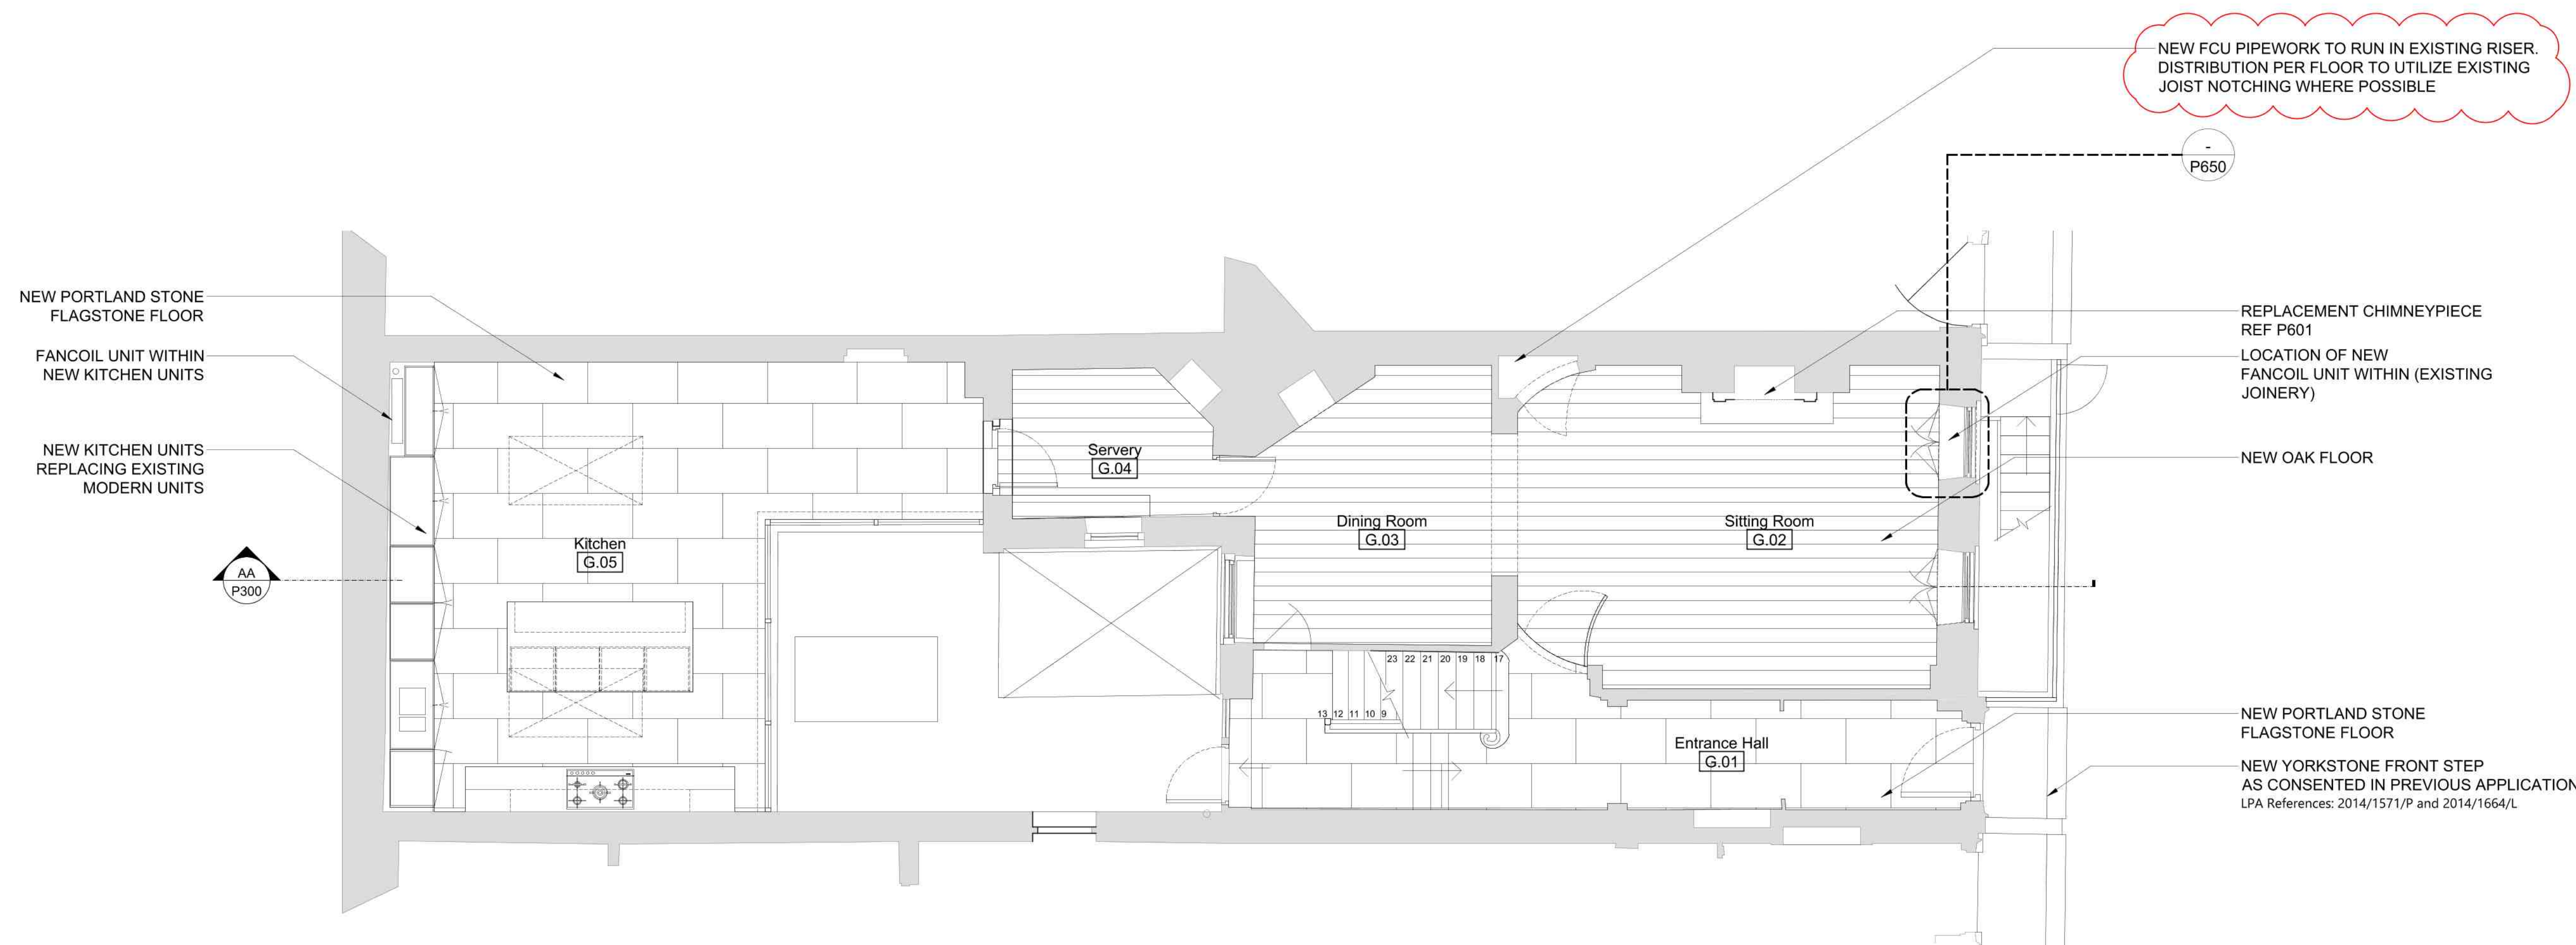 NEW FCU PIPEWORK TO RUN IN EXISTING RISER.
DISTRIBUTION PER FLOOR TO UTILIZE EXISTING
JOIST NOTCHING WHERE POSSIBLE
-
P650
NEW PORTLAND STONE
FLAGSTONE FLOOR
FANCOIL UNIT WITHIN
NEW KITCHEN UNITS
NEW KITCHEN UNITS
REPLACING EXISTING
MODERN UNITS
AA
P300
Kitchen
G.05
Servery
G.04
Dining Room
G.03
Sitting Room
G.02
23 22 21 20 19 18 17
13 12 11 10 9
Entrance Hall
G.01
REPLACEMENT CHIMNEYPIECE
REF P601
LOCATION OF NEW
FANCOIL UNIT WITHIN (EXISTING
JOINERY)
NEW OAK FLOOR
NEW PORTLAND STONE
FLAGSTONE FLOOR
NEW YORKSTONE FRONT STEP
AS CONSENTED IN PREVIOUS APPLICATION
LPA References: 2014/1571/P and 2014/1664/L